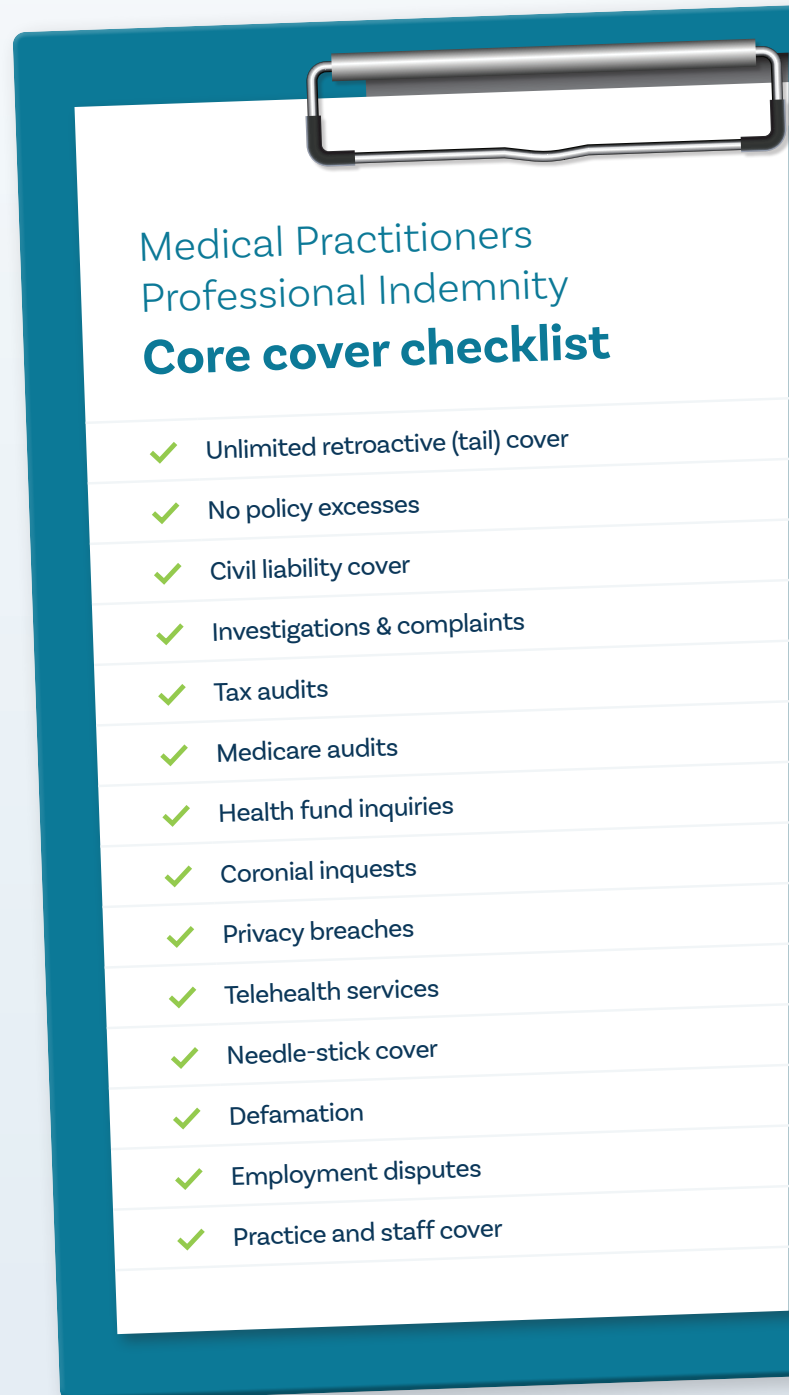 Medical Practitioners
Professional Indemnity
Core cover checklist
Unlimited retroactive (tail) cover
No policy excesses
Civil liability cover
Investigations & complaints
Tax audits
Medicare audits
Health fund inquiries
Coronial inquests
Privacy breaches
Telehealth services
Needle-stick cover
Defamation
Employment disputes
Practice and staff cover